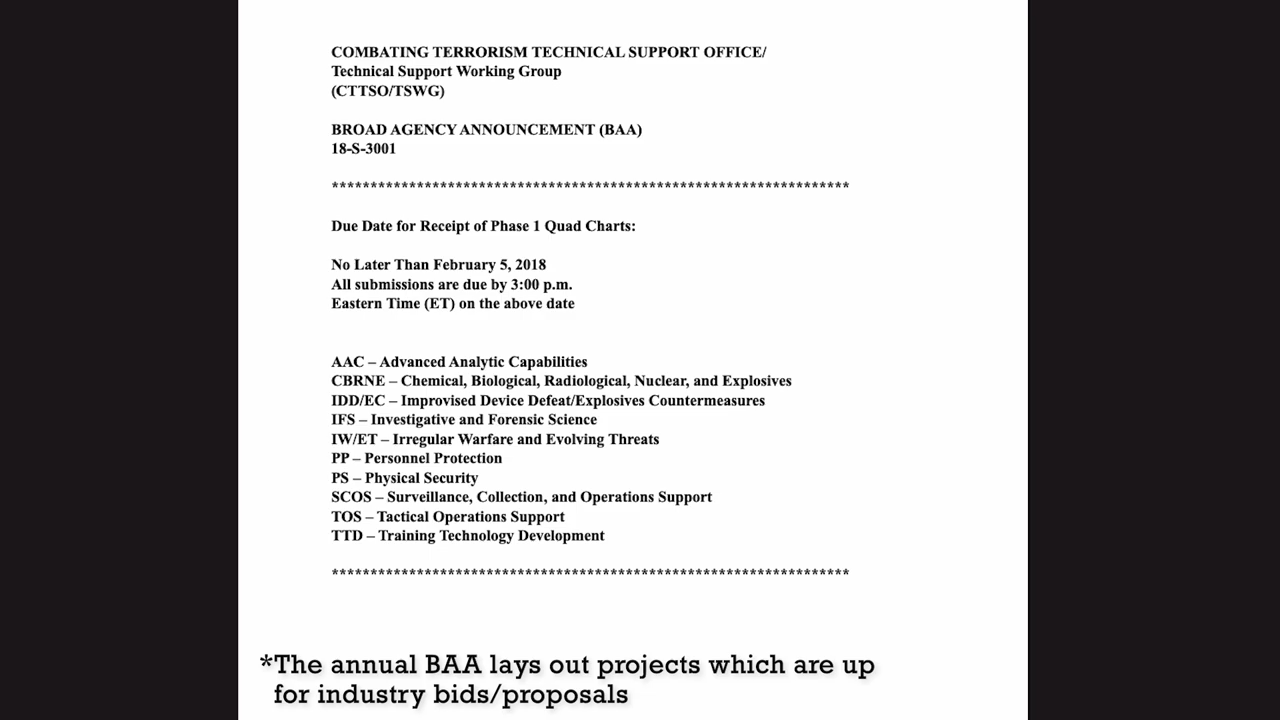 COMBATING TERRORISM TECHNICAL SUPPORT OFFICE/
Technical Support Working Group
(CTTSO/TSWG)
BROAD AGENCY ANNOUNCEMENT (BAA)
18-S-3001
*******************************************************************
Due Date for Receipt of Phase 1 Quad Charts:
No Later Than February 5, 2018
All submissions are due by 3:00 p.m.
Eastern Time (ET) on the above date
AAC – Advanced Analytic Capabilities
CBRNE – Chemical, Biological, Radiological, Nuclear, and Explosives
IDD/EC – Improvised Device Defeat/Explosives Countermeasures
IFS – Investigative and Forensic Science
IW/ET – Irregular Warfare and Evolving Threats
PP – Personnel Protection
PS – Physical Security
SCOS – Surveillance, Collection, and Operations Support
TOS – Tactical Operations Support
TTD – Training Technology Development
*******************************************************************
*The annual BAA lays out projects which are up
for industry bids/proposals